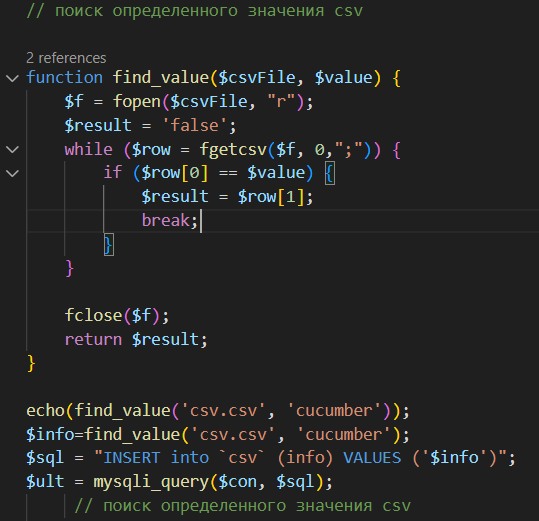 // поиск определенного значения csv
2 references
function find_value($csvFile, $value) {
$f = fopen($csvFile, "r");
$result = 'false';
while ($row = fgetcsv($f, 0,";")) {
if ($row[0] == $value) {
$result = $row[1];
break;
}
}
fclose($f);
return $result;
}
echo(find_value('csv.csv', 'cucumber'));
$info=find_value('csv.csv', 'cucumber');
$sql = "INSERT into `csv` (info) VALUES ('$info')";
$ult = mysqli_query($con, $sql);
// поиск определенного значения csv